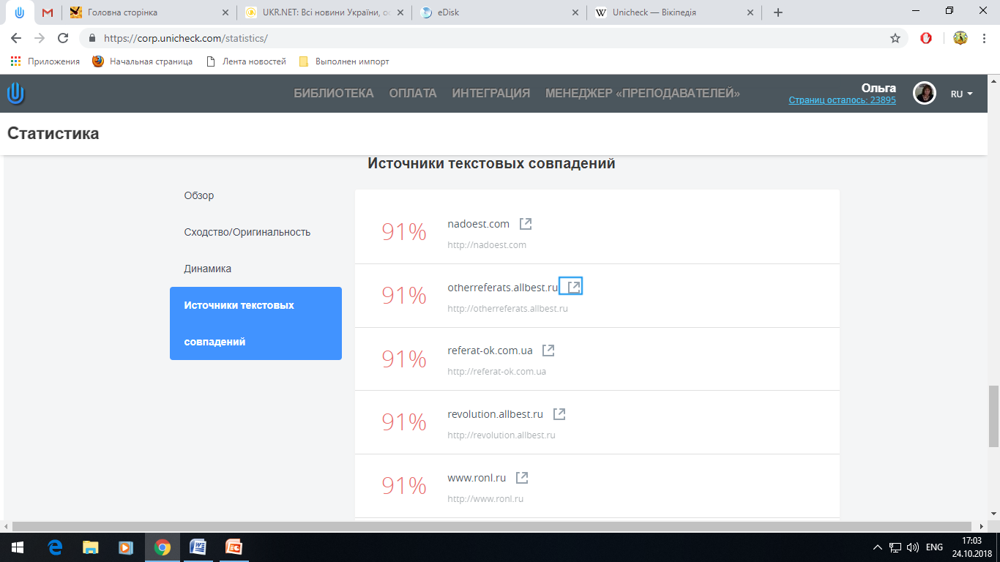 Головна сторінка
UKR.NET: Всі новини України, ос
eDisk
Unicheck — Вікіпедія
https://corp.unicheck.com/statistics/
Приложения
Начальная страница
Лента новостей
Выполнен импорт
БИБЛИОТЕКА ОПЛАТА ИНТЕГРАЦИЯ МЕНЕДЖЕР «ПРЕПОДАВАТЕЛЕЙ»
Ольга
Страниц осталось: 23895
RU
Статистика
Источники текстовых совпадений
Обзор
Сходство/Оригинальность
Динамика
Источники текстовых
совпадений
91% nadoest.com
http://nadoest.com
91% otherreferats.allbest.ru
http://otherreferats.allbest.ru
91% referat-ok.com.ua
http://referat-ok.com.ua
91% revolution.allbest.ru
http://revolution.allbest.ru
91% www.ronl.ru
http://www.ronl.ru
ENG
17:03
24.10.2018